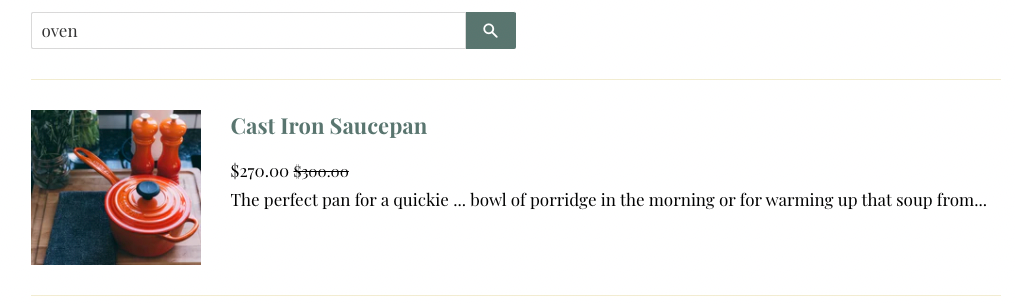 oven
Cast Iron Saucepan
$270.00 $300.00
The perfect pan for a quickie ... bowl of porridge in the morning or for warming up that soup from...